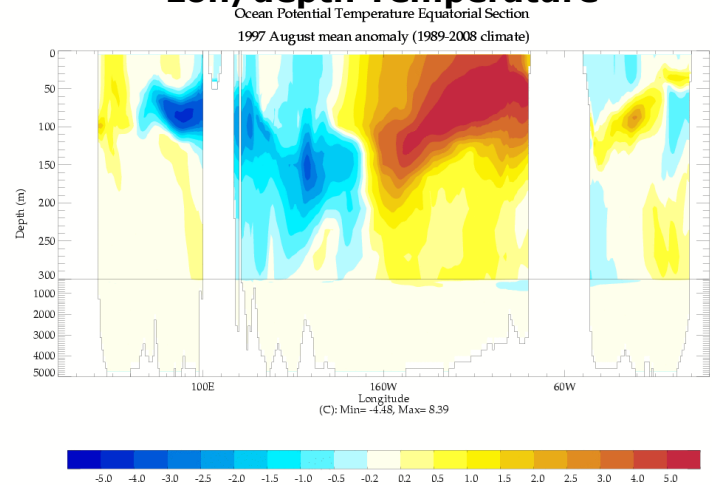 Lon/depth Temperature
Ocean Potential Temperature Equatorial Section
1997 August mean anomaly (1989-2008 climate)
0
50
100
150
200
250
300
1000
2000
3000
4000
5000
Depth (m)
100E 160W 60W
Longitude
(C): Min= -4.48, Max= 8.39
-5.0 -4.0 -3.0 -2.5 -2.0 -1.5 -1.0 -0.5 -0.2 0.2 0.5 1.0 1.5 2.0 2.5 3.0 4.0 5.0